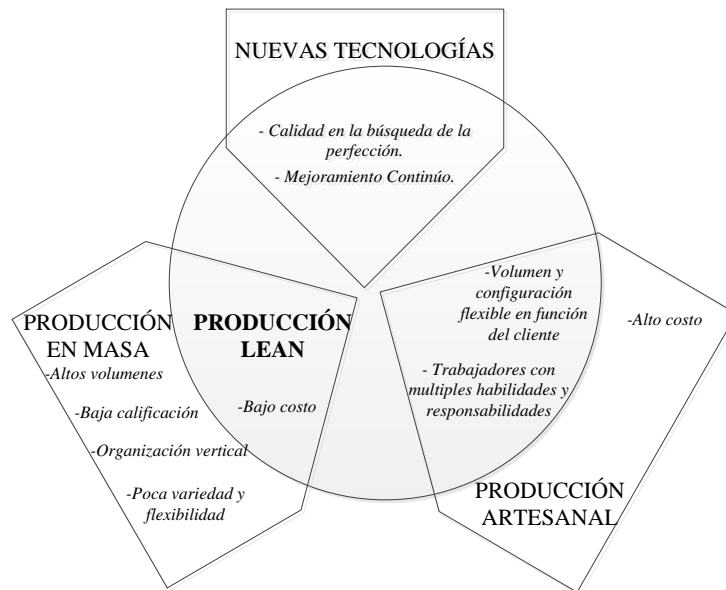 NUEVAS TECNOLOGÍAS
- Calidad en la búsqueda de la
perfección.
- Mejoramiento Continúo.
PRODUCCIÓN
EN MASA
-Altos volumenes
-Baja calificación
-Organización vertical
-Poca variedad y
flexibilidad
PRODUCCIÓN
LEAN
-Bajo costo
-Volumen y
configuración
flexible en función
del cliente
- Trabajadores con
multiples habilidades y
responsabilidades
-Alto costo
PRODUCCIÓN
ARTESANAL